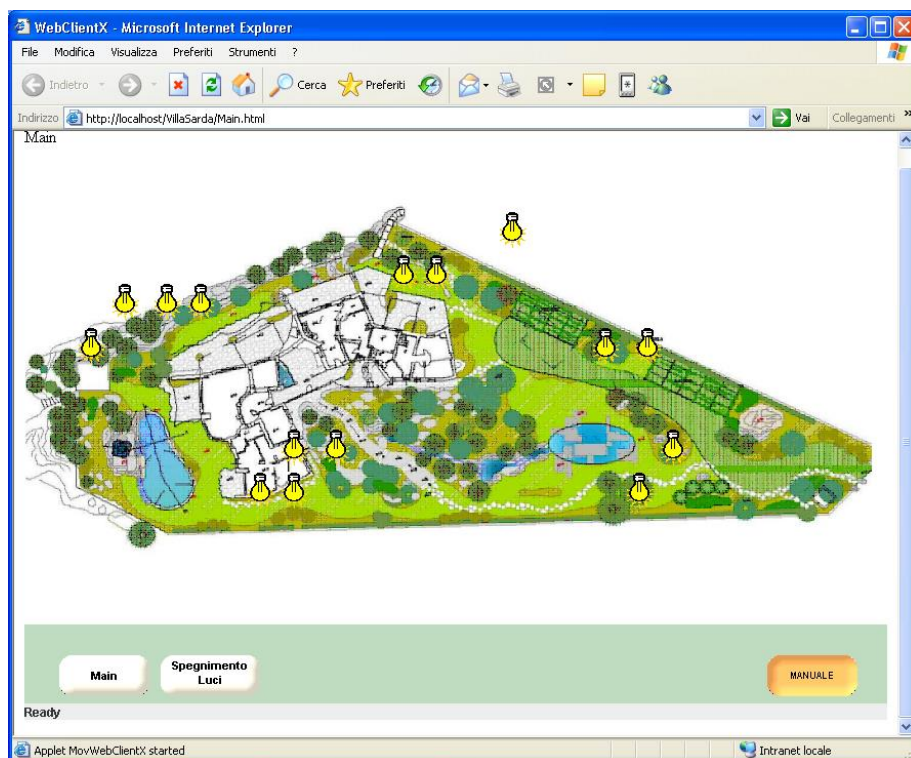 WebClientX - Microsoft Internet Explorer
File Modifica Visualizza Preferiti Strumenti ?
Indietro Cerca Preferiti
Indirizzo http://localhost/VillaSarda/Main.html Vai Collegamenti »
Main
Main
Spegnimento
Luci
MANUALE
Ready
Applet MovWebClientX started Intranet locale